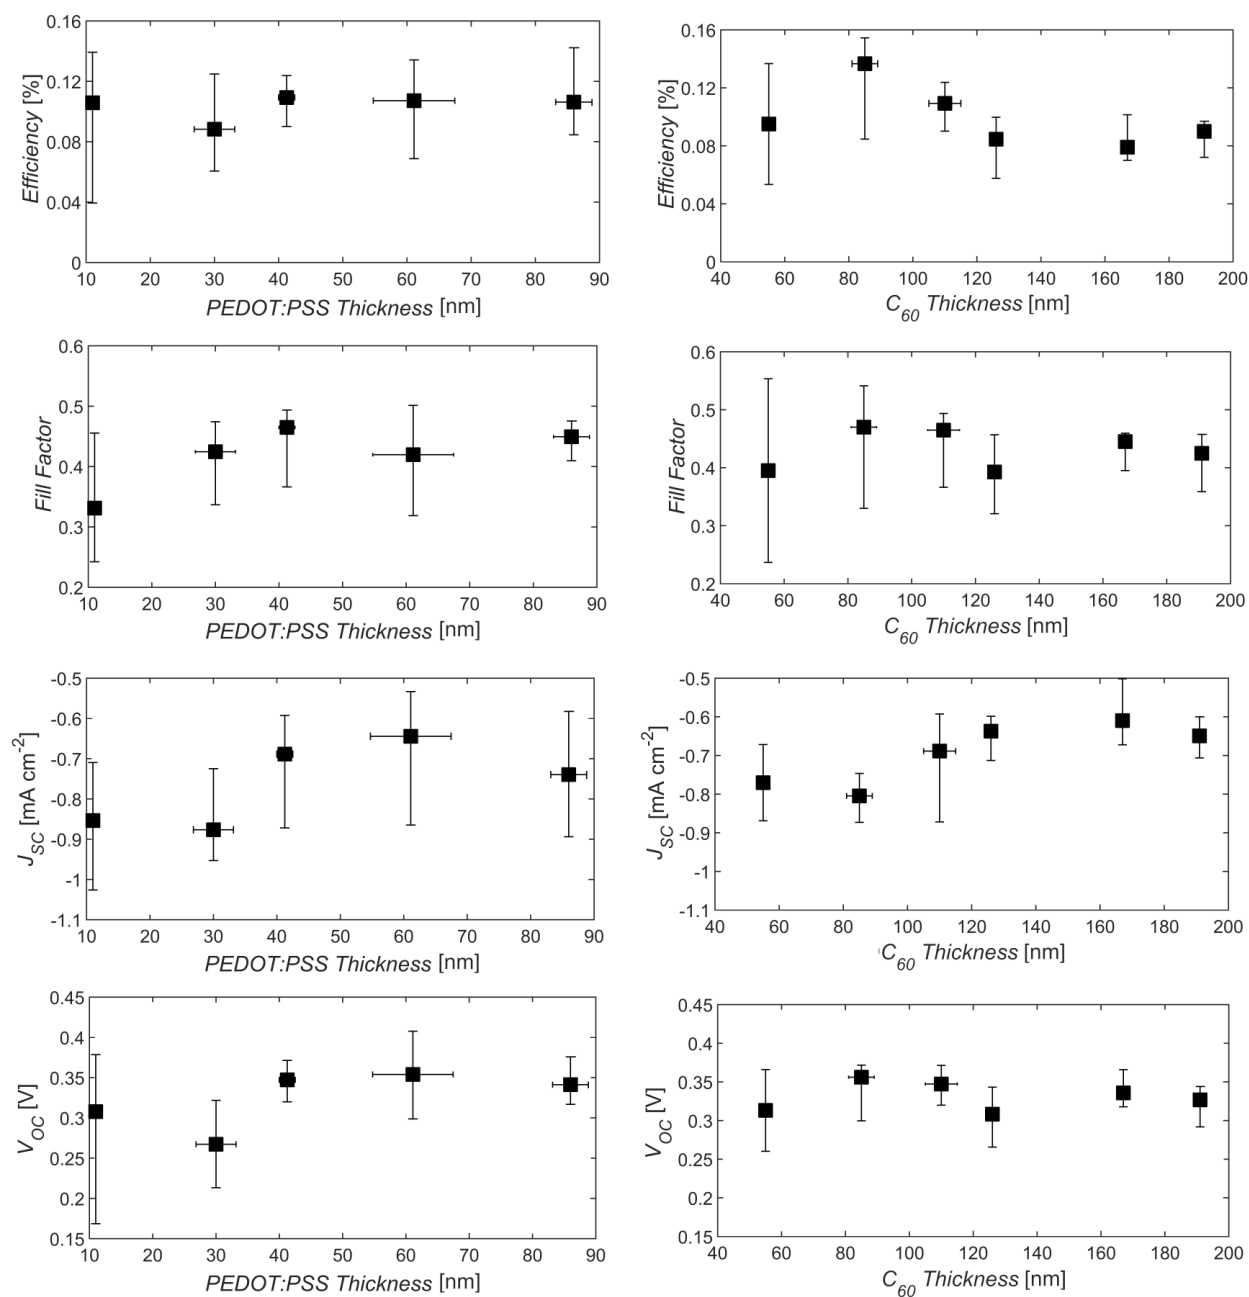 0.16
0.12
0.08
0.04
0
Efficiency [%]
10 20 30 40 50 60 70 80 90
PEDOT:PSS Thickness [nm]
0.16
0.12
0.08
0.04
0
Efficiency [%]
40 60 80 100 120 140 160 180 200
C60 Thickness [nm]
0.6
0.5
0.4
0.3
0.2
Fill Factor
10 20 30 40 50 60 70 80 90
PEDOT:PSS Thickness [nm]
0.6
0.5
0.4
0.3
0.2
Fill Factor
40 60 80 100 120 140 160 180 200
C60 Thickness [nm]
-0.5
-0.6
-0.7
-0.8
-0.9
-1
-1.1
JSC [mA cm-2]
10 20 30 40 50 60 70 80 90
PEDOT:PSS Thickness [nm]
-0.5
-0.6
-0.7
-0.8
-0.9
-1
-1.1
JSC [mA cm-2]
40 60 80 100 120 140 160 180 200
C60 Thickness [nm]
0.45
0.4
0.35
0.3
0.25
0.2
0.15
VOC [V]
10 20 30 40 50 60 70 80 90
PEDOT:PSS Thickness [nm]
0.45
0.4
0.35
0.3
0.25
0.2
0.15
VOC [V]
40 60 80 100 120 140 160 180 200
C60 Thickness [nm]